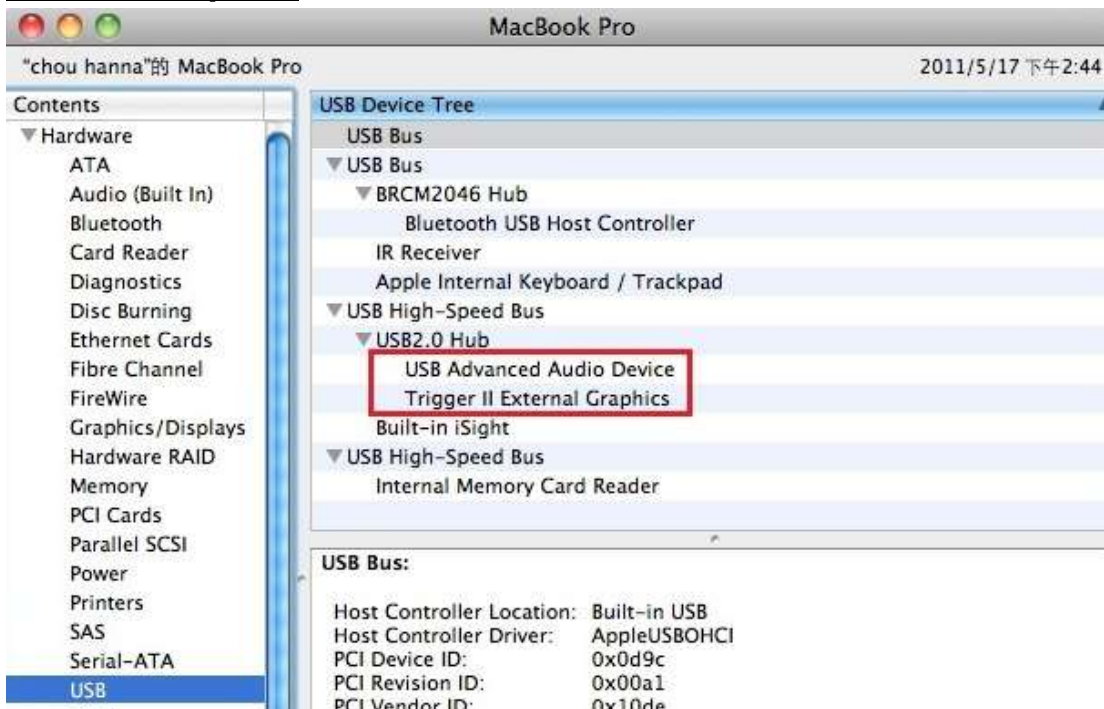 MacBook Pro
"chou hanna"的 MacBook Pro
2011/5/17 下午2:44
Contents
Hardware
ATA
Audio (Built In)
Bluetooth
Card Reader
Diagnostics
Disc Burning
Ethernet Cards
Fibre Channel
FireWire
Graphics/Displays
Hardware RAID
Memory
PCI Cards
Parallel SCSI
Power
Printers
SAS
Serial-ATA
USB
USB Device Tree
USB Bus
USB Bus
BRCM2046 Hub
Bluetooth USB Host Controller
IR Receiver
Apple Internal Keyboard / Trackpad
USB High-Speed Bus
USB2.0 Hub
USB Advanced Audio Device
Trigger II External Graphics
Built-in iSight
USB High-Speed Bus
Internal Memory Card Reader
USB Bus:
Host Controller Location: Built-in USB
Host Controller Driver: AppleUSBOHCI
PCI Device ID: 0x0d9c
PCI Revision ID: 0x00a1
PCI Vendor ID: 0x10de